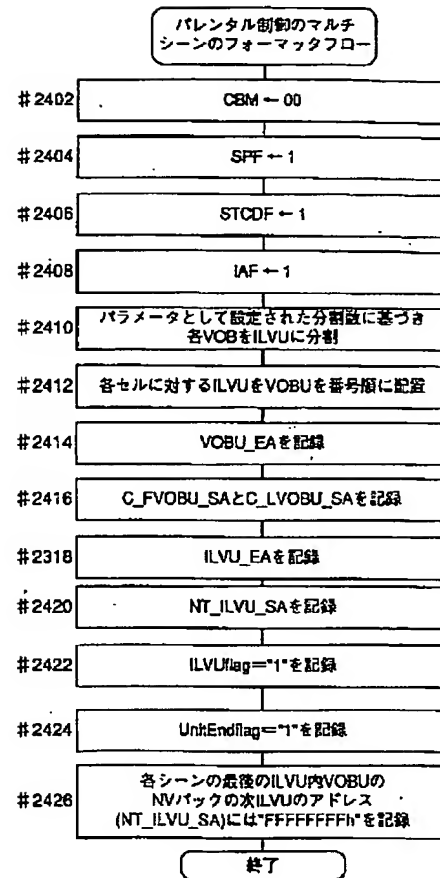 パレンタル制御のマルチ
シーンのフォーマッタフロー
#2402
CBM ← 00
#2404
SPF ← 1
#2406
STCDF ← 1
#2408
IAF ← 1
#2410
パラメータとして設定された分割数に基づき
各VOBをILVUに分割
#2412
各セルに対するILVUをVOBUを番号順に配置
#2414
VOBU_EAを記録
#2416
C_FVOBU_SAとC_LVOBU_SAを記録
#2318
ILVU_EAを記録
#2420
NT_ILVU_SAを記録
#2422
ILVUflag="1"を記録
#2424
UnitEndflag="1"を記録
#2426
各シーンの最後のILVU内VOBUの
NVパックの次ILVUのアドレス
(NT_ILVU_SA)には"FFFFFFFFh"を記録
終了